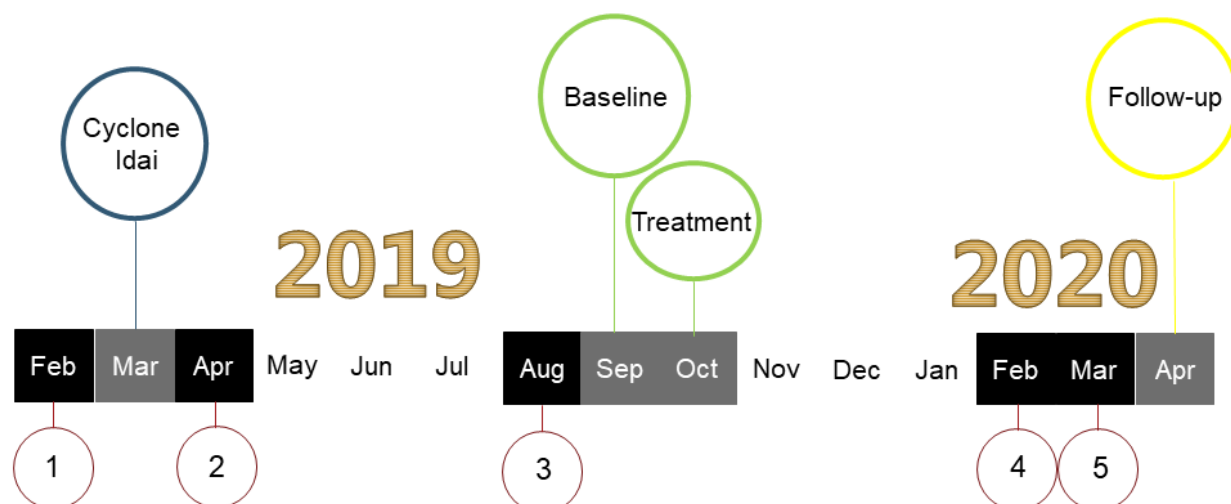 Cyclone
Idai
Baseline
Treatment
Follow-up
2019
2020
Feb Mar Apr May Jun Jul Aug Sep Oct Nov Dec Jan Feb Mar Apr
1 2 3 4 5